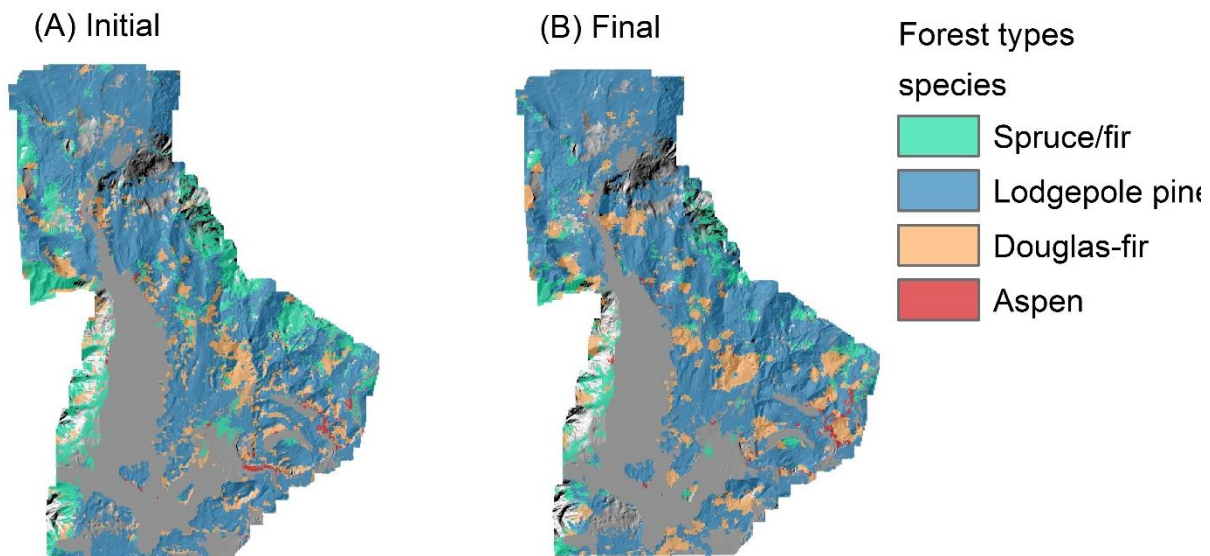 (A) Initial
(B) Final
Forest types
species
Spruce/fir
Lodgepole pine
Douglas-fir
Aspen